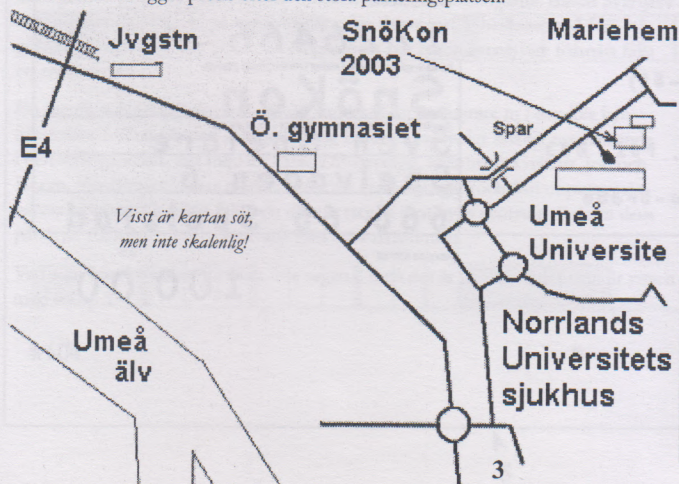 Jvgstn
SnöKon
2003
Mariehem
E4
Ö. gymnasiet
Spar
Visst är kartan söt,
men inte skalenlig!
Umeå
Universite
Umeå
älv
Norrlands
Universitets
sjukhus
3